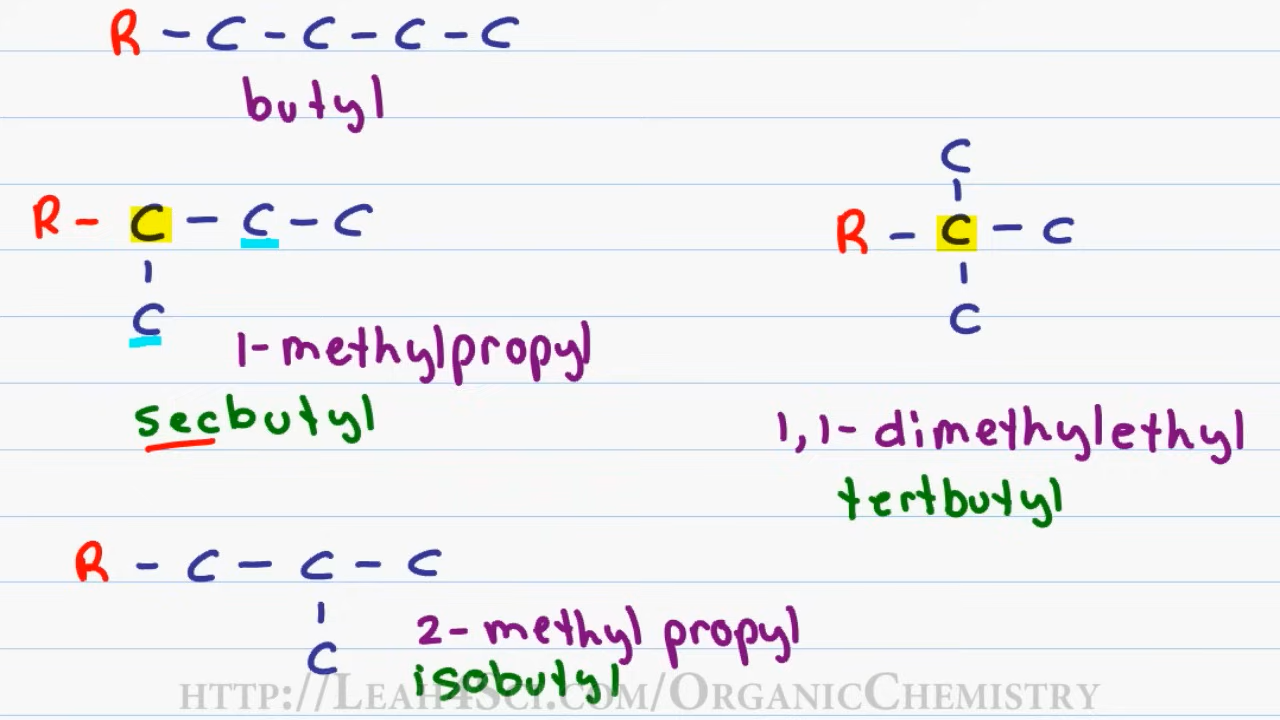 R - C - C - C - C
butyl
R - C - C - C
C
1-methylpropyl
secbutyl
C
R - C - C
C
1,1-dimethylethyl
tertbutyl
R - C - C - C
C
2-methyl propyl
isobutyl
http://Leah4Sci.com/OrganicChemistry